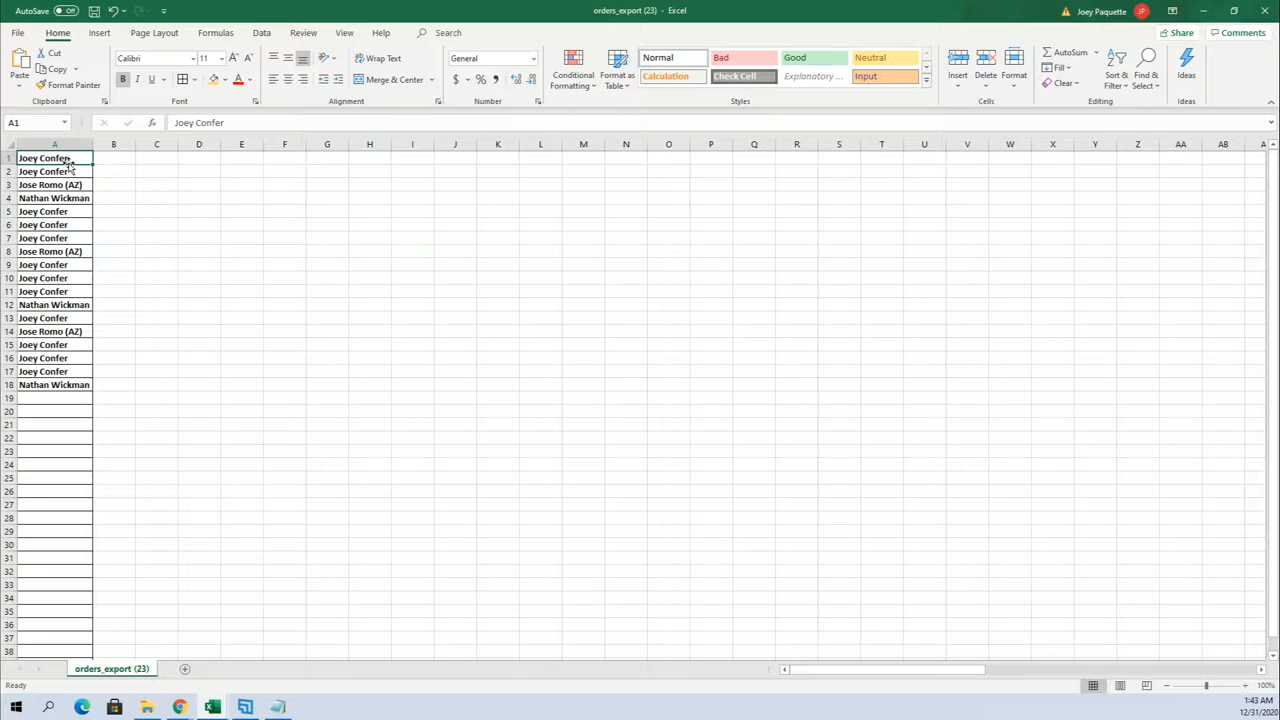 AutoSave Off
orders_export (23) - Excel
Joey Paquette JP
File Home Insert Page Layout Formulas Data Review View Help Search Share Comments
Paste Cut Copy Format Painter
Calibri 11
B I U
Wrap Text
Merge & Center
General
$ % ,
Conditional Formatting
Format as Table
Normal Bad Good Neutral
Calculation Check Cell Explanatory ... Input
Insert Delete Format
AutoSum
Fill
Clear
Sort & Filter
Find & Select
Ideas
Clipboard Font Alignment Number Styles Cells Editing Ideas
A1 fx Joey Confer
A B C D E F G H I J K L M N O P Q R S T U V W X Y Z AA AB A
1 Joey Confer
2 Joey Confer
3 Jose Romo (AZ)
4 Nathan Wickman
5 Joey Confer
6 Joey Confer
7 Joey Confer
8 Jose Romo (AZ)
9 Joey Confer
10 Joey Confer
11 Joey Confer
12 Nathan Wickman
13 Joey Confer
14 Jose Romo (AZ)
15 Joey Confer
16 Joey Confer
17 Joey Confer
18 Nathan Wickman
19
20
21
22
23
24
25
26
27
28
29
30
31
32
33
34
35
36
37
38
orders_export (23)
Ready
100%
1:43 AM
12/31/2020